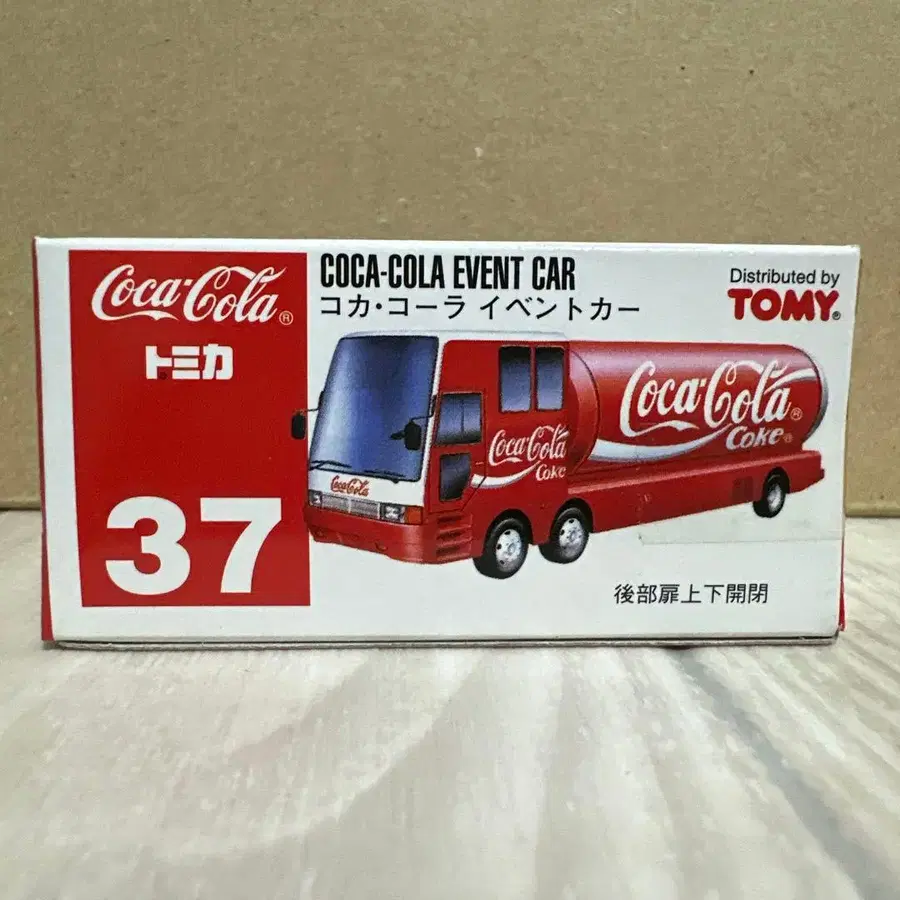 Coca-Cola®
トミカ
37
COCA-COLA EVENT CAR
コカ・コーラ イベントカー
Distributed by
TOMY®
Coca-Cola
Coca-Cola
Coke
Coca-Cola®
Coke®
後部扉上下開閉